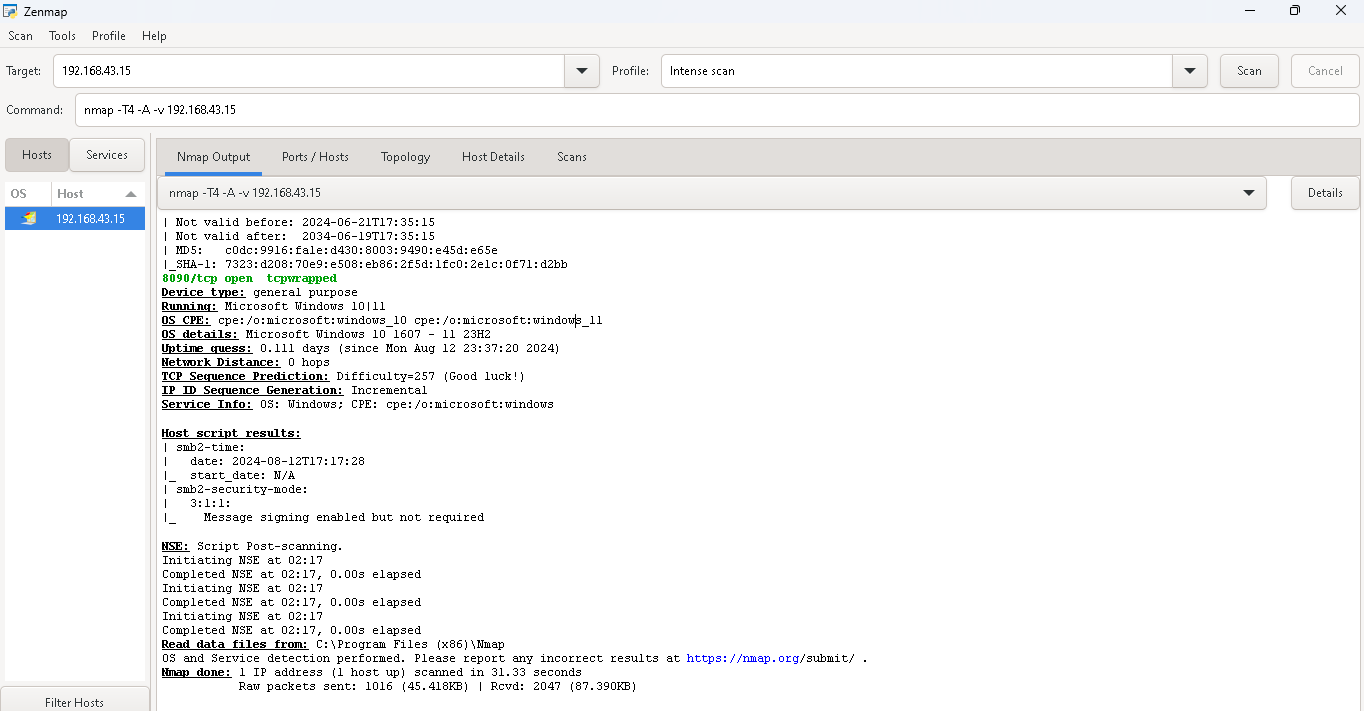 Zenmap
Scan Tools Profile Help
Target: 192.168.43.15 Profile: Intense scan Scan Cancel
Command: nmap -T4 -A -v 192.168.43.15
Hosts Services
Nmap Output Ports / Hosts Topology Host Details Scans
OS Host
192.168.43.15
nmap -T4 -A -v 192.168.43.15 Details
| Not valid before: 2024-06-21T17:35:15
| Not valid after:  2034-06-19T17:35:15
| MD5:   c0dc:9916:fa1e:d430:8003:9490:e45d:e65e
|_SHA-1: 7323:d208:70e9:e508:eb86:2f5d:1fc0:2e1c:0f71:d2bb
8090/tcp open  tcpwrapped
Device type: general purpose
Running: Microsoft Windows 10|11
OS CPE: cpe:/o:microsoft:windows_10 cpe:/o:microsoft:windows_11
OS details: Microsoft Windows 10 1607 - 11 23H2
Uptime guess: 0.111 days (since Mon Aug 12 23:37:20 2024)
Network Distance: 0 hops
TCP Sequence Prediction: Difficulty=257 (Good luck!)
IP ID Sequence Generation: Incremental
Service Info: OS: Windows; CPE: cpe:/o:microsoft:windows
Host script results:
| smb2-time:
|   date: 2024-08-12T17:17:28
|_  start_date: N/A
| smb2-security-mode:
|   3:1:1:
|_    Message signing enabled but not required
NSE: Script Post-scanning.
Initiating NSE at 02:17
Completed NSE at 02:17, 0.00s elapsed
Initiating NSE at 02:17
Completed NSE at 02:17, 0.00s elapsed
Initiating NSE at 02:17
Completed NSE at 02:17, 0.00s elapsed
Read data files from: C:\Program Files (x86)\Nmap
OS and Service detection performed. Please report any incorrect results at https://nmap.org/submit/ .
Nmap done: 1 IP address (1 host up) scanned in 31.33 seconds
Raw packets sent: 1016 (45.418KB) | Rcvd: 2047 (87.390KB)
Filter Hosts